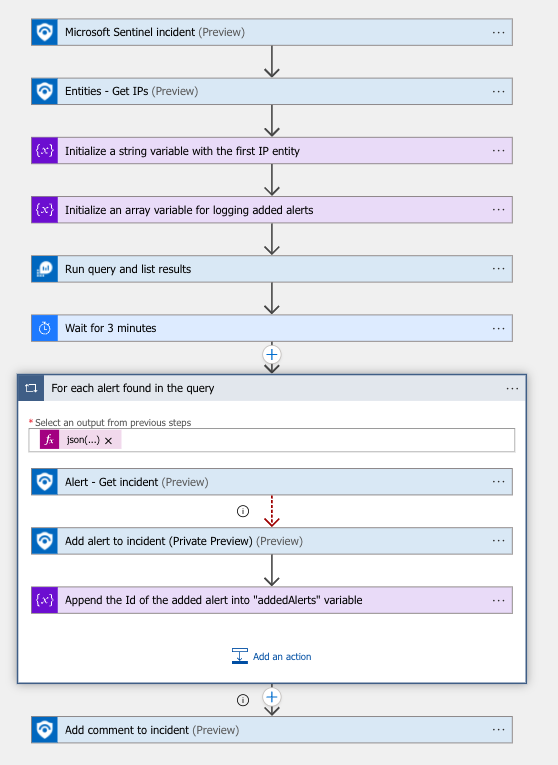 Microsoft Sentinel incident (Preview)
Entities - Get IPs (Preview)
{x} Initialize a string variable with the first IP entity
{x} Initialize an array variable for logging added alerts
Run query and list results
Wait for 3 minutes
For each alert found in the query
* Select an output from previous steps
fx json(...) ×
Alert - Get incident (Preview)
Add alert to incident (Private Preview) (Preview)
{x} Append the Id of the added alert into "addedAlerts" variable
Add an action
Add comment to incident (Preview)